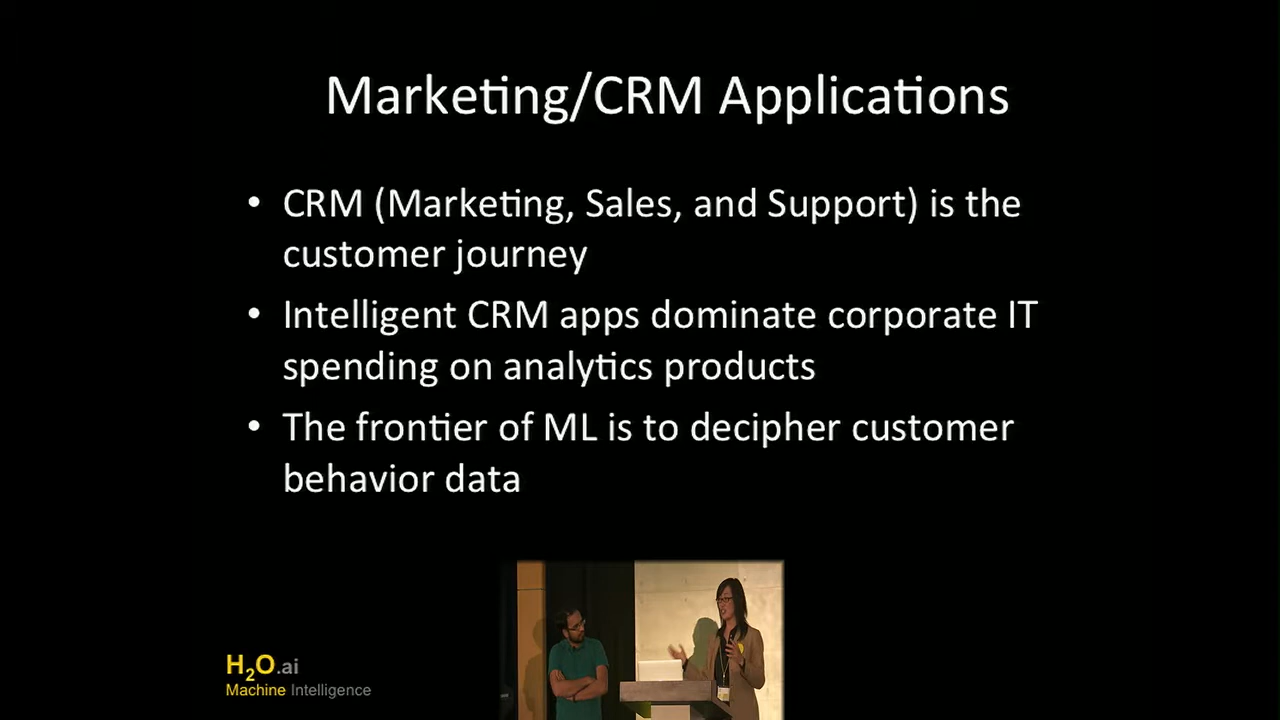 Marketing/CRM Applications
• CRM (Marketing, Sales, and Support) is the
customer journey
• Intelligent CRM apps dominate corporate IT
spending on analytics products
• The frontier of ML is to decipher customer
behavior data
H2O.ai
Machine Intelligence